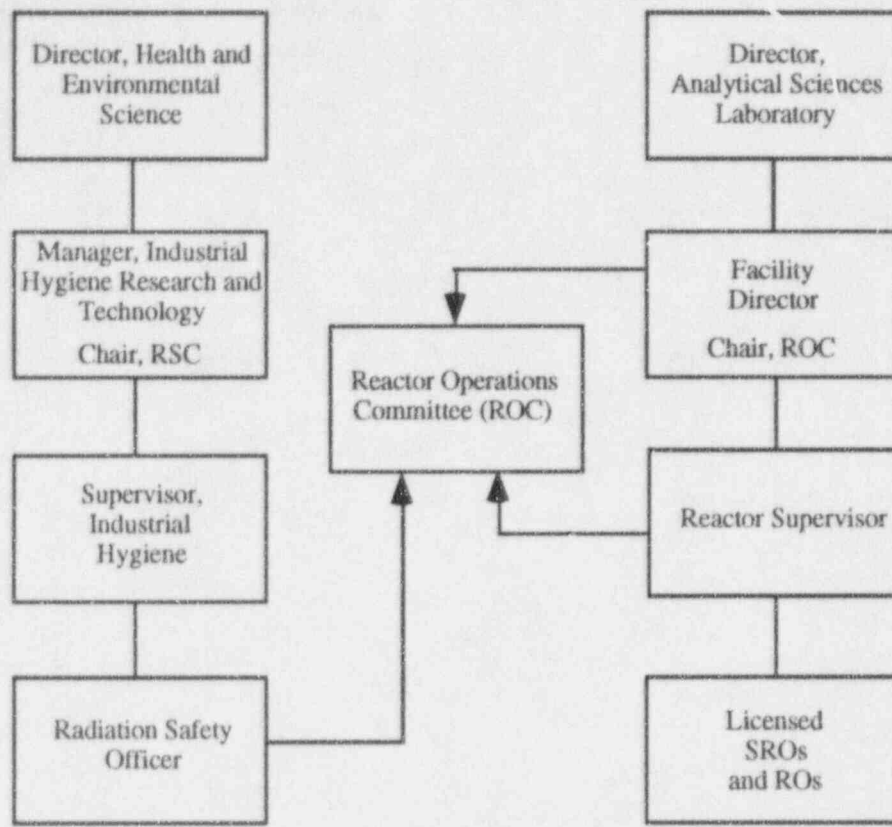 Director, Health and
Environmental
Science
Manager, Industrial
Hygiene Research and
Technology
Chair, RSC
Supervisor,
Industrial
Hygiene
Radiation Safety
Officer
Reactor Operations
Committee (ROC)
Director,
Analytical Sciences
Laboratory
Facility
Director
Chair, ROC
Reactor Supervisor
Licensed
SROs
and ROs